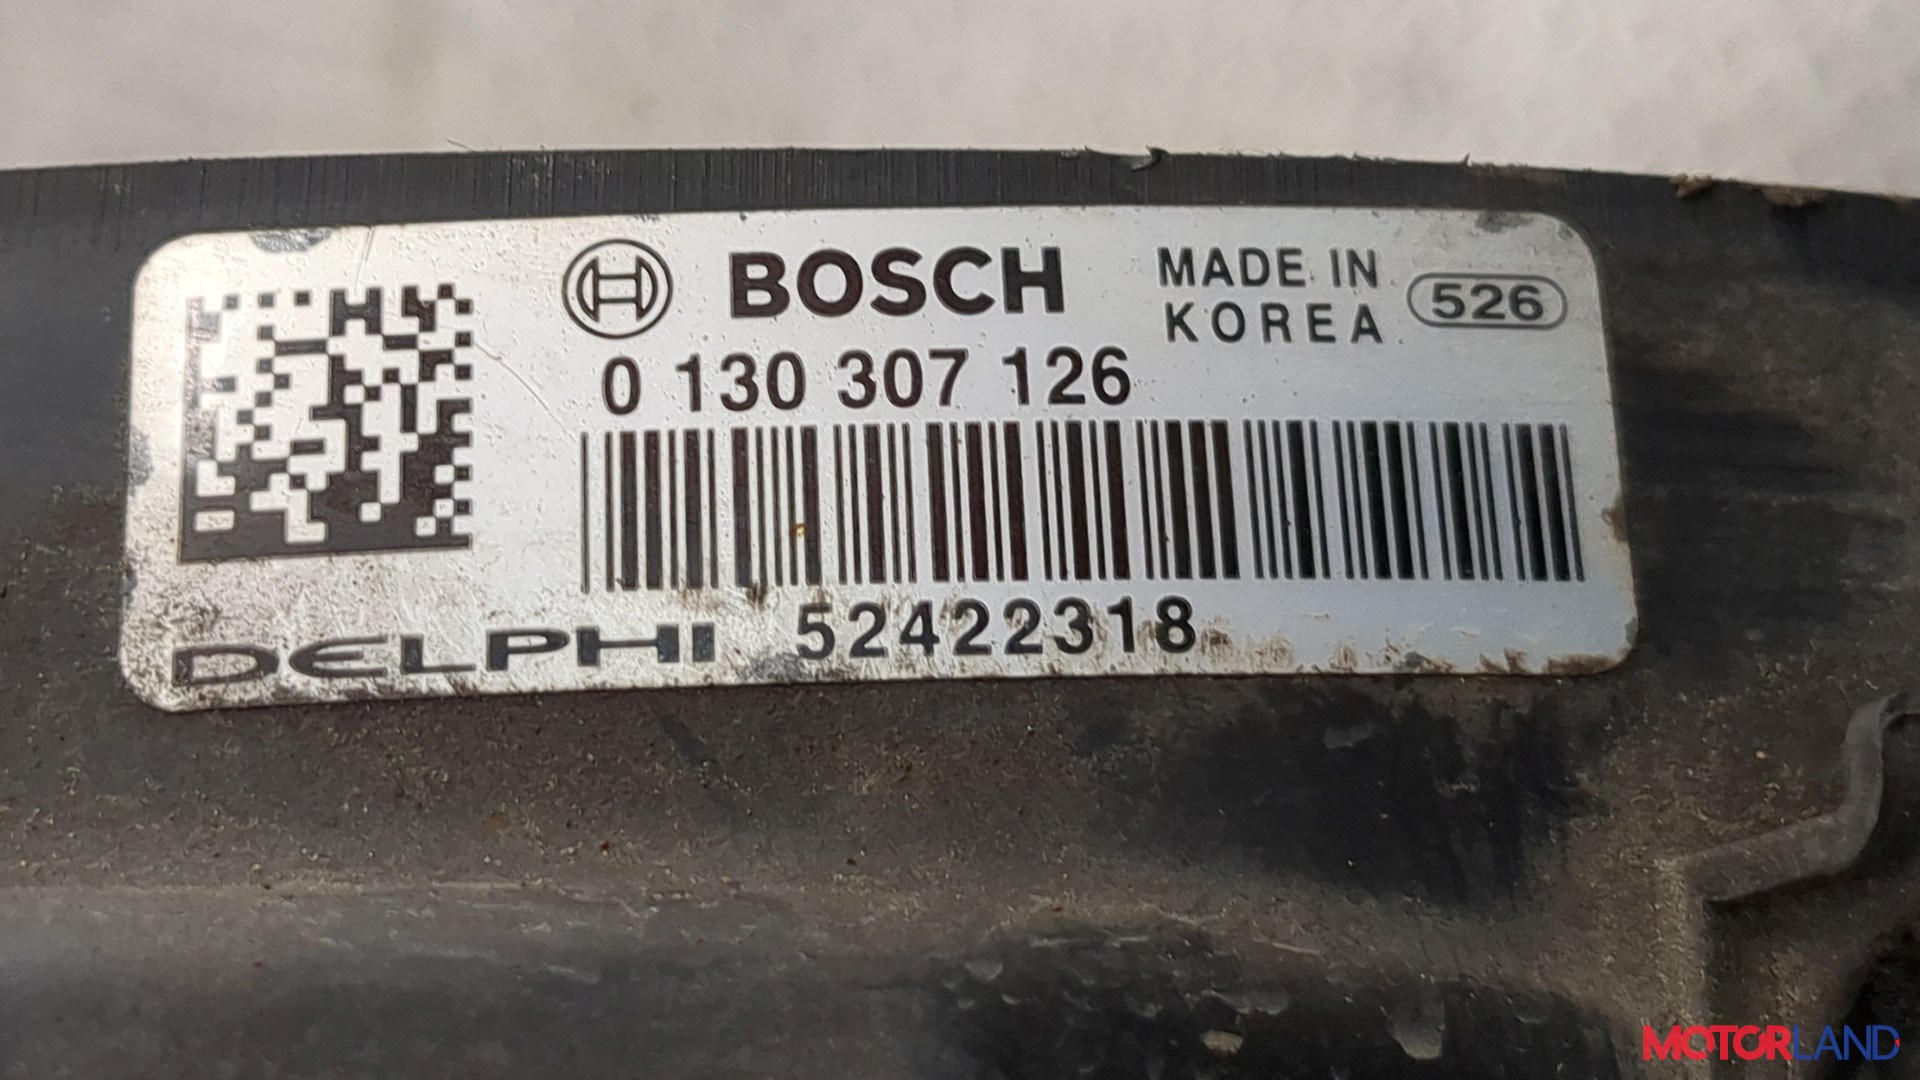 BOSCH
MADE IN
KOREA
526
0 130 307 126
DELPHI 52422318
MOTORLAND